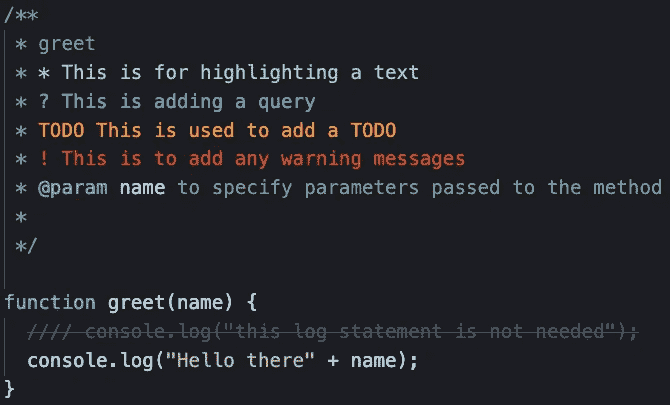 /**
* greet
* * This is for highlighting a text
* ? This is adding a query
* TODO This is used to add a TODO
* ! This is to add any warning messages
* @param name to specify parameters passed to the method
*
*/
function greet(name) {
//// console.log("this log statement is not needed");
console.log("Hello there" + name);
}